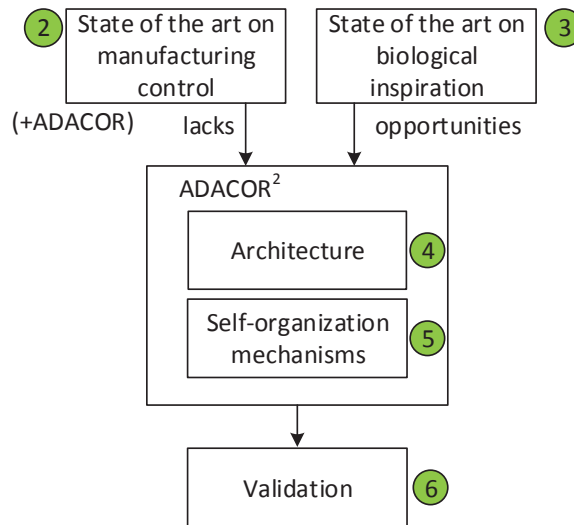 2
State of the art on
manufacturing
control
3
State of the art on
biological
inspiration
(+ADACOR)
lacks
opportunities
ADACOR²
Architecture
4
Self-organization
mechanisms
5
Validation
6